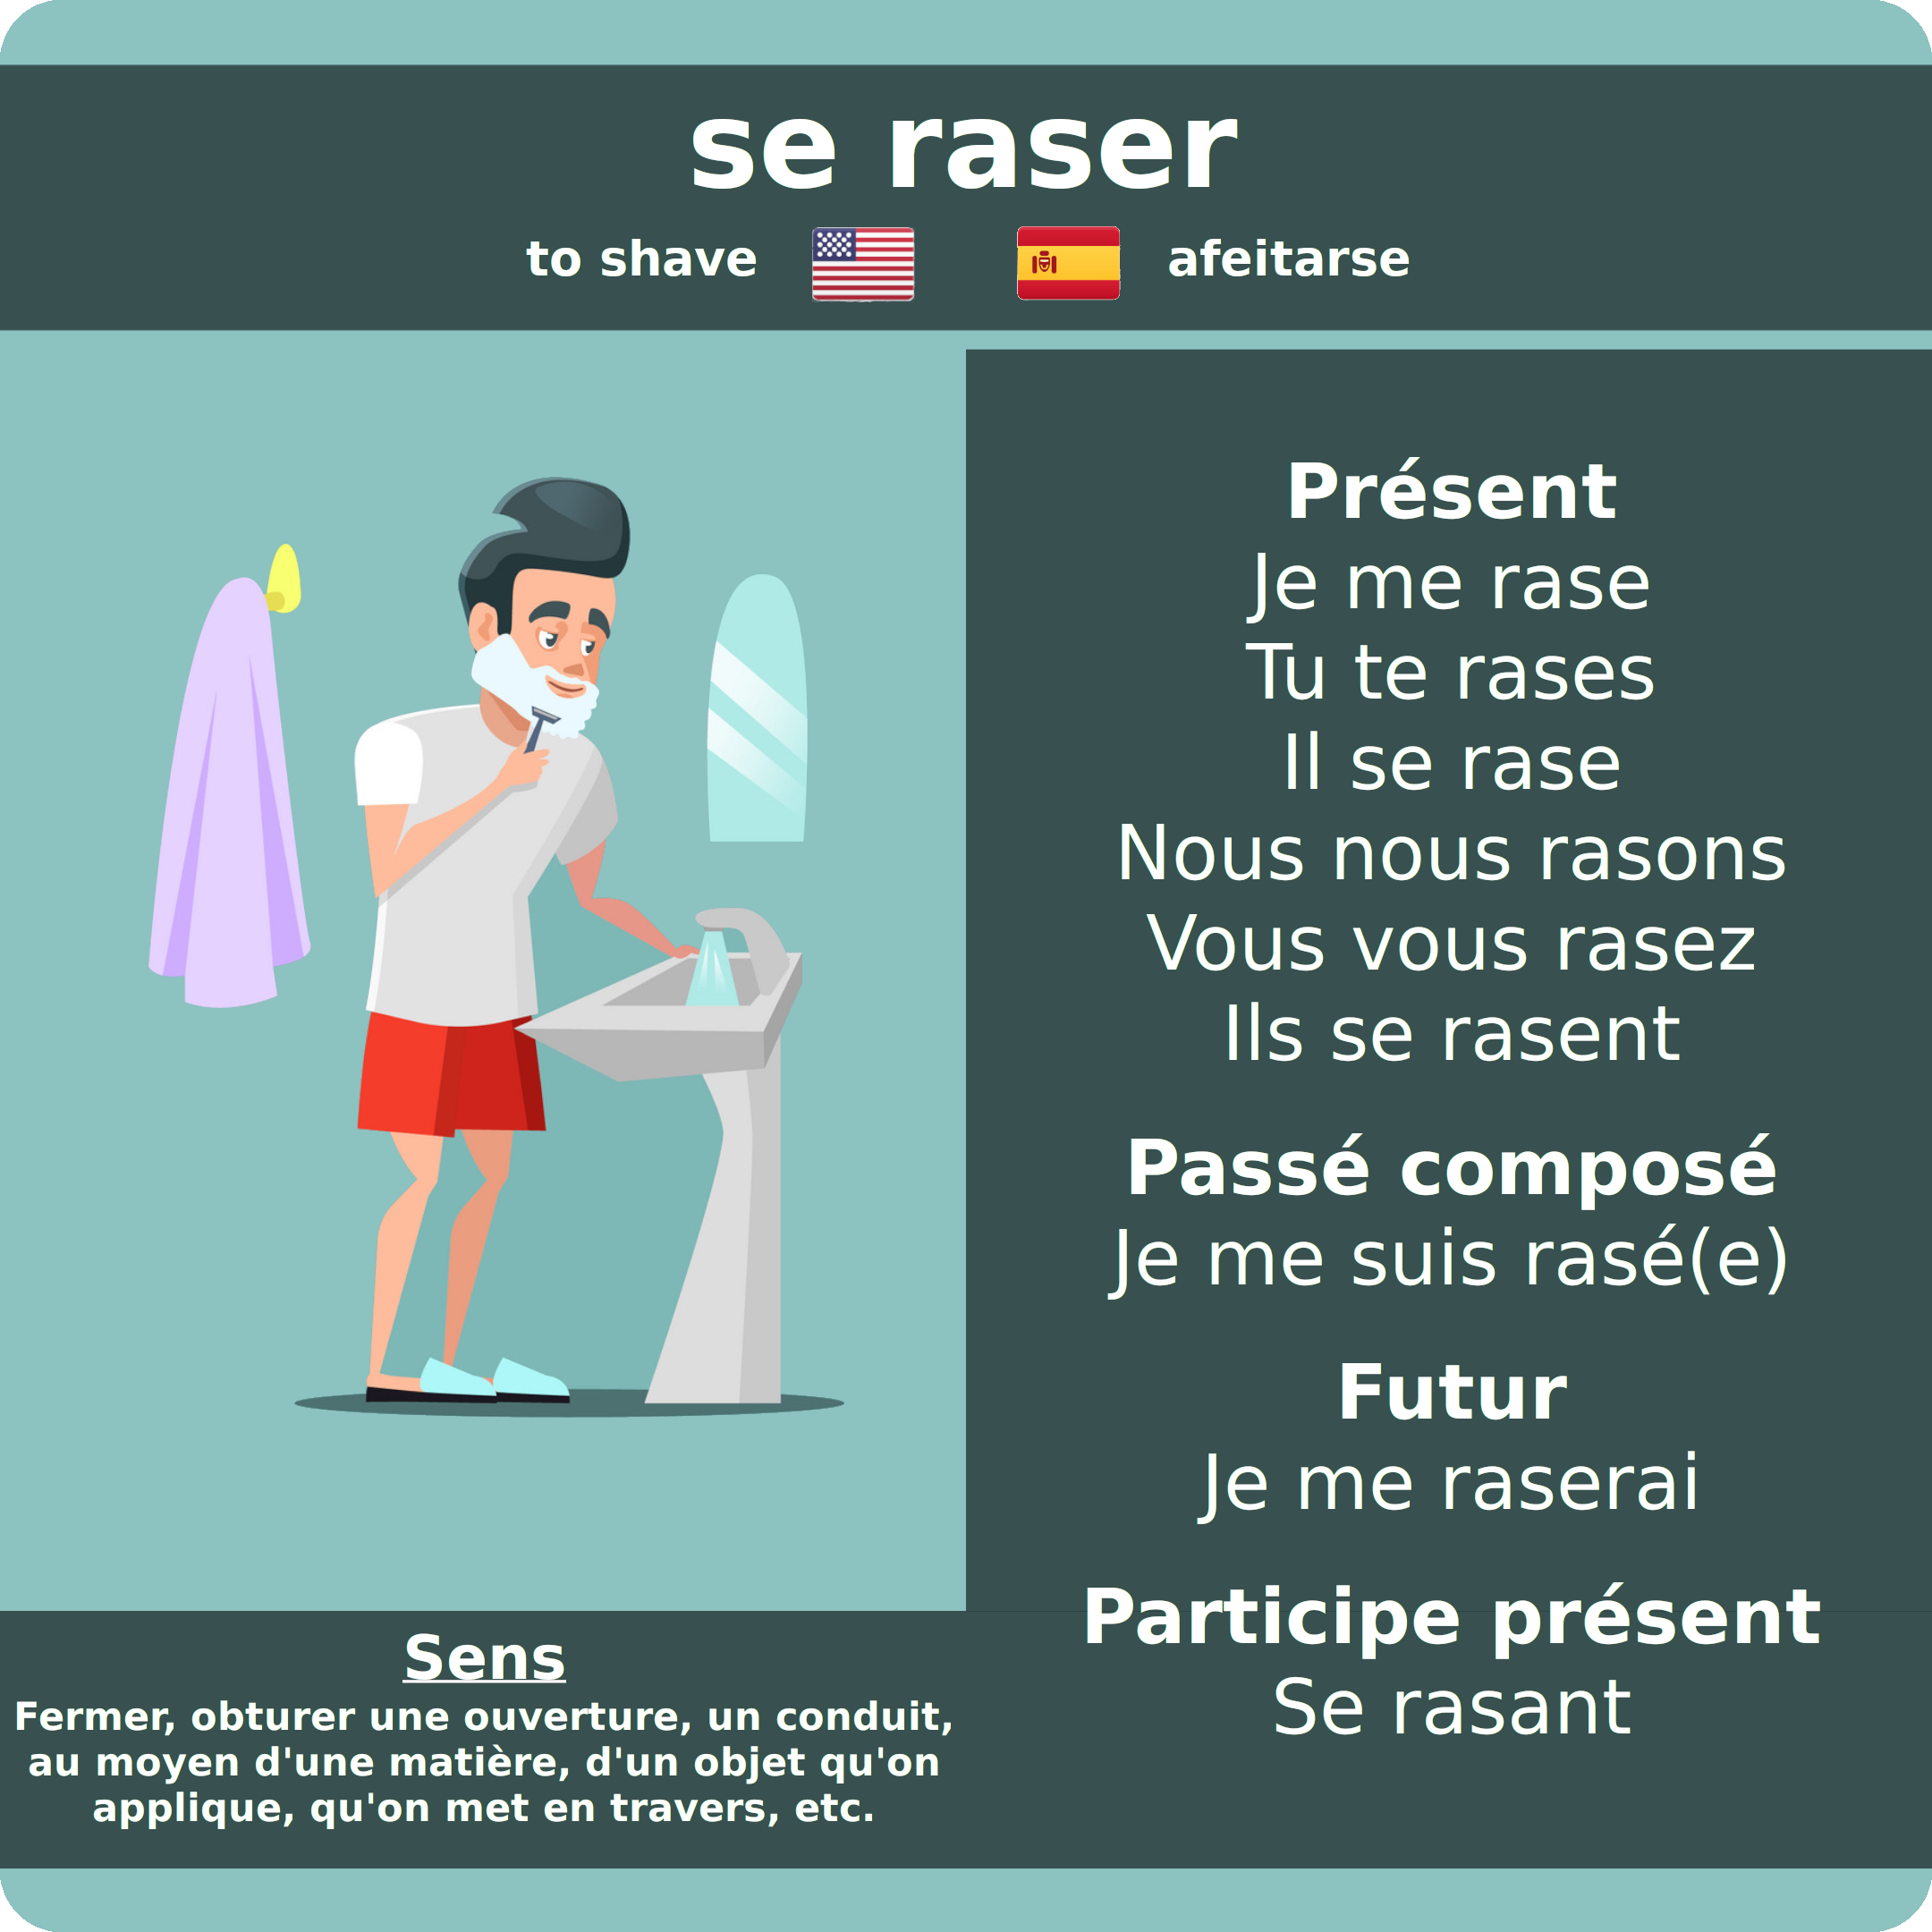 se raser
to shave afeitarse
Présent
Je me rase
Tu te rases
Il se rase
Nous nous rasons
Vous vous rasez
Ils se rasent
Passé composé
Je me suis rasé(e)
Futur
Je me raserai
Participe présent
Se rasant
Sens
Fermer, obturer une ouverture, un conduit,
au moyen d'une matière, d'un objet qu'on
applique, qu'on met en travers, etc.